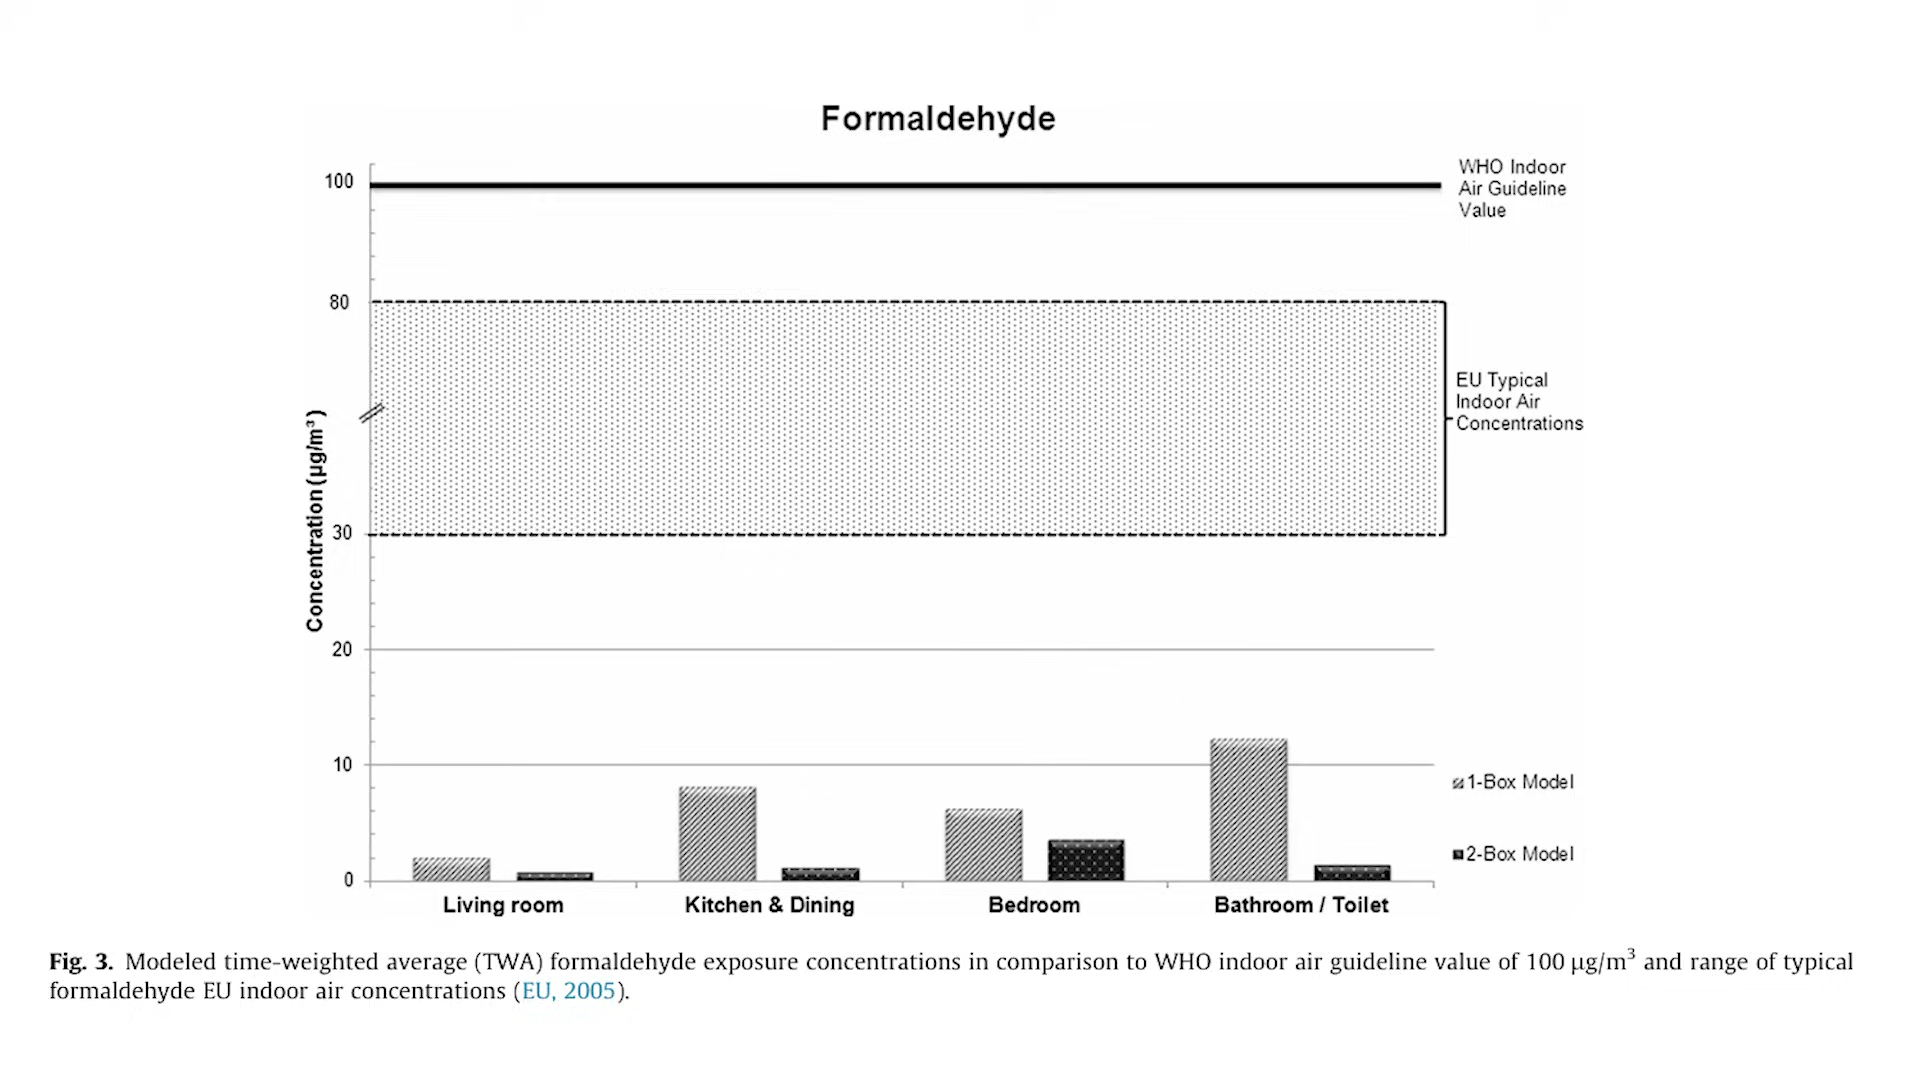 Formaldehyde
WHO Indoor
Air Guideline
Value
100
80
EU Typical
Indoor Air
Concentrations
Concentration (µg/m³)
30
20
10
1-Box Model
2-Box Model
0
Living room
Kitchen & Dining
Bedroom
Bathroom / Toilet
Fig. 3. Modeled time-weighted average (TWA) formaldehyde exposure concentrations in comparison to WHO indoor air guideline value of 100 µg/m³ and range of typical
formaldehyde EU indoor air concentrations (EU, 2005).